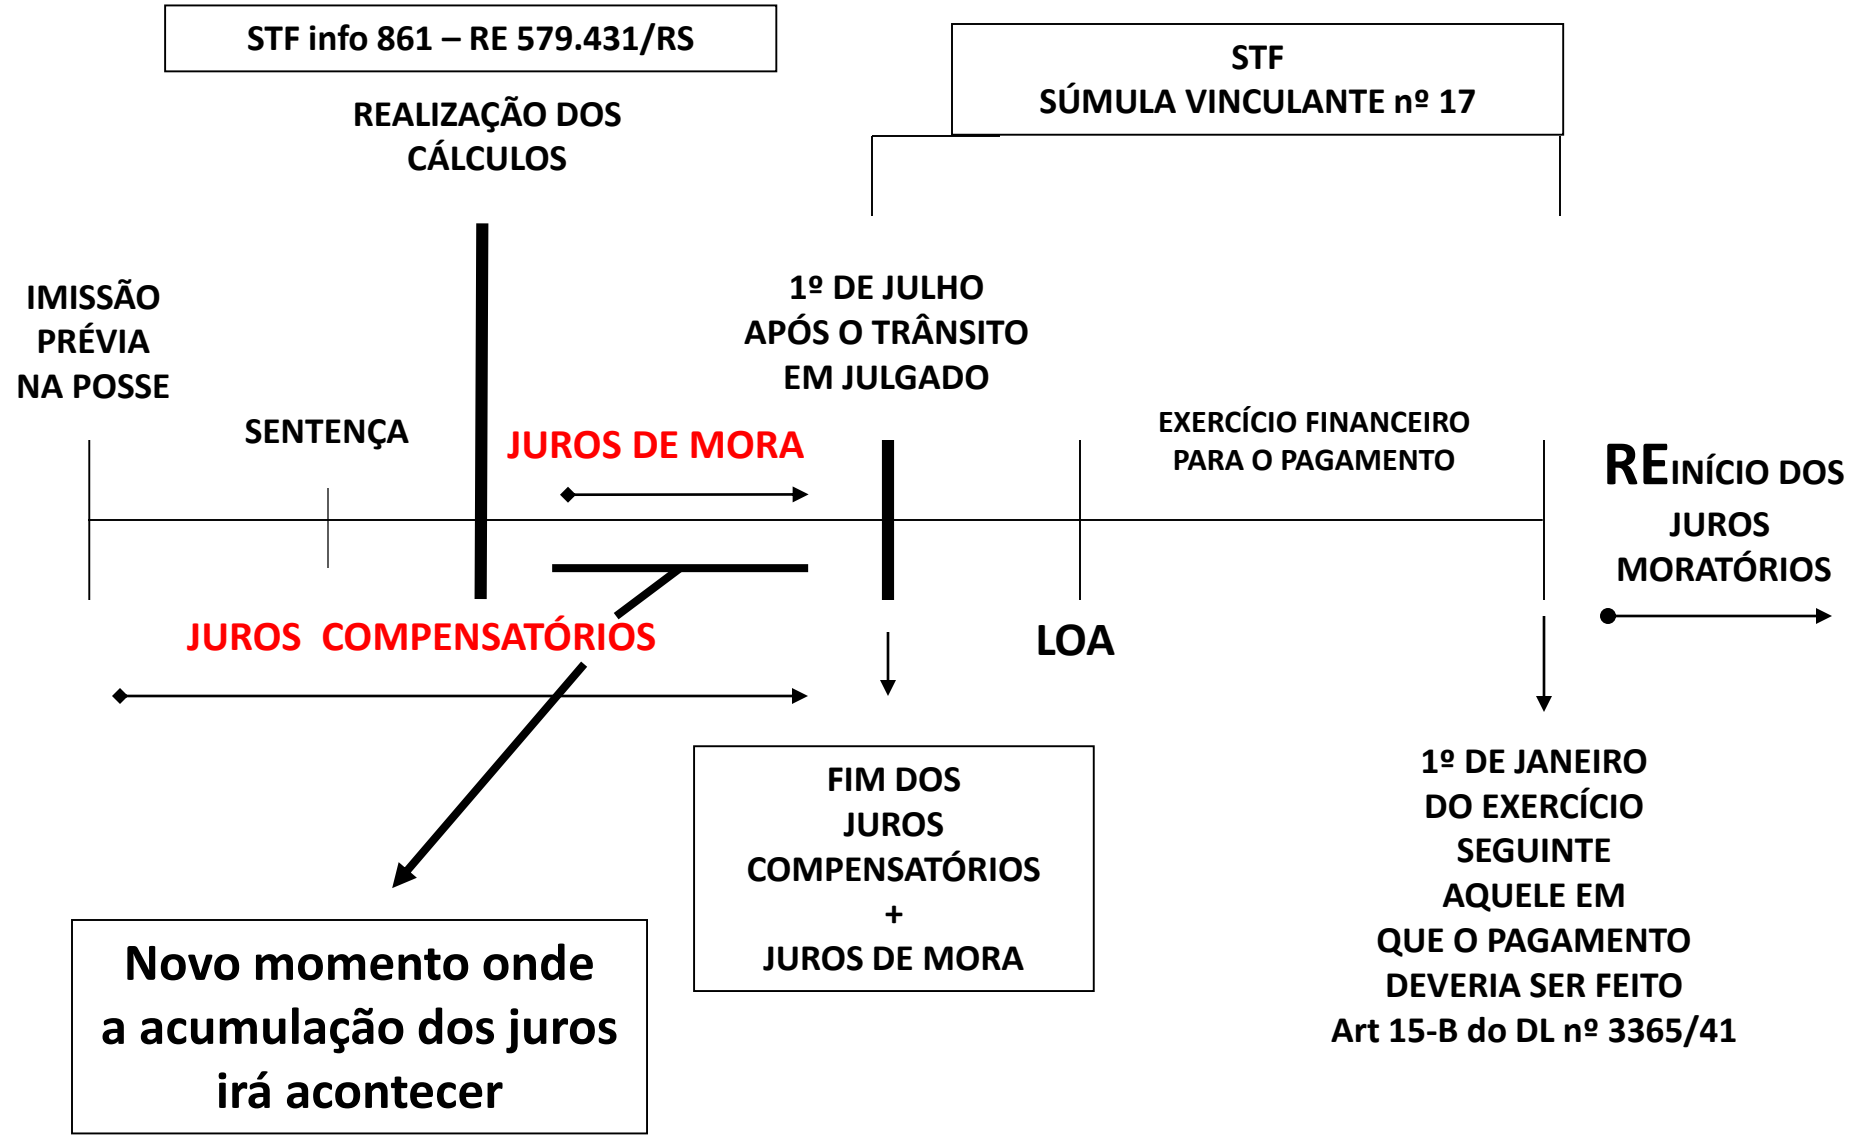 STF info 861 – RE 579.431/RS
STF
SÚMULA VINCULANTE nº 17
REALIZAÇÃO DOS
CÁLCULOS
IMISSÃO
PRÉVIA
NA POSSE
SENTENÇA
JUROS DE MORA
1º DE JULHO
APÓS O TRÂNSITO
EM JULGADO
EXERCÍCIO FINANCEIRO
PARA O PAGAMENTO
REINÍCIO DOS
JUROS
MORATÓRIOS
JUROS COMPENSATÓRIOS
LOA
FIM DOS
JUROS
COMPENSATÓRIOS
+
JUROS DE MORA
1º DE JANEIRO
DO EXERCÍCIO
SEGUINTE
AQUELE EM
QUE O PAGAMENTO
DEVERIA SER FEITO
Art 15-B do DL nº 3365/41
Novo momento onde
a acumulação dos juros
irá acontecer